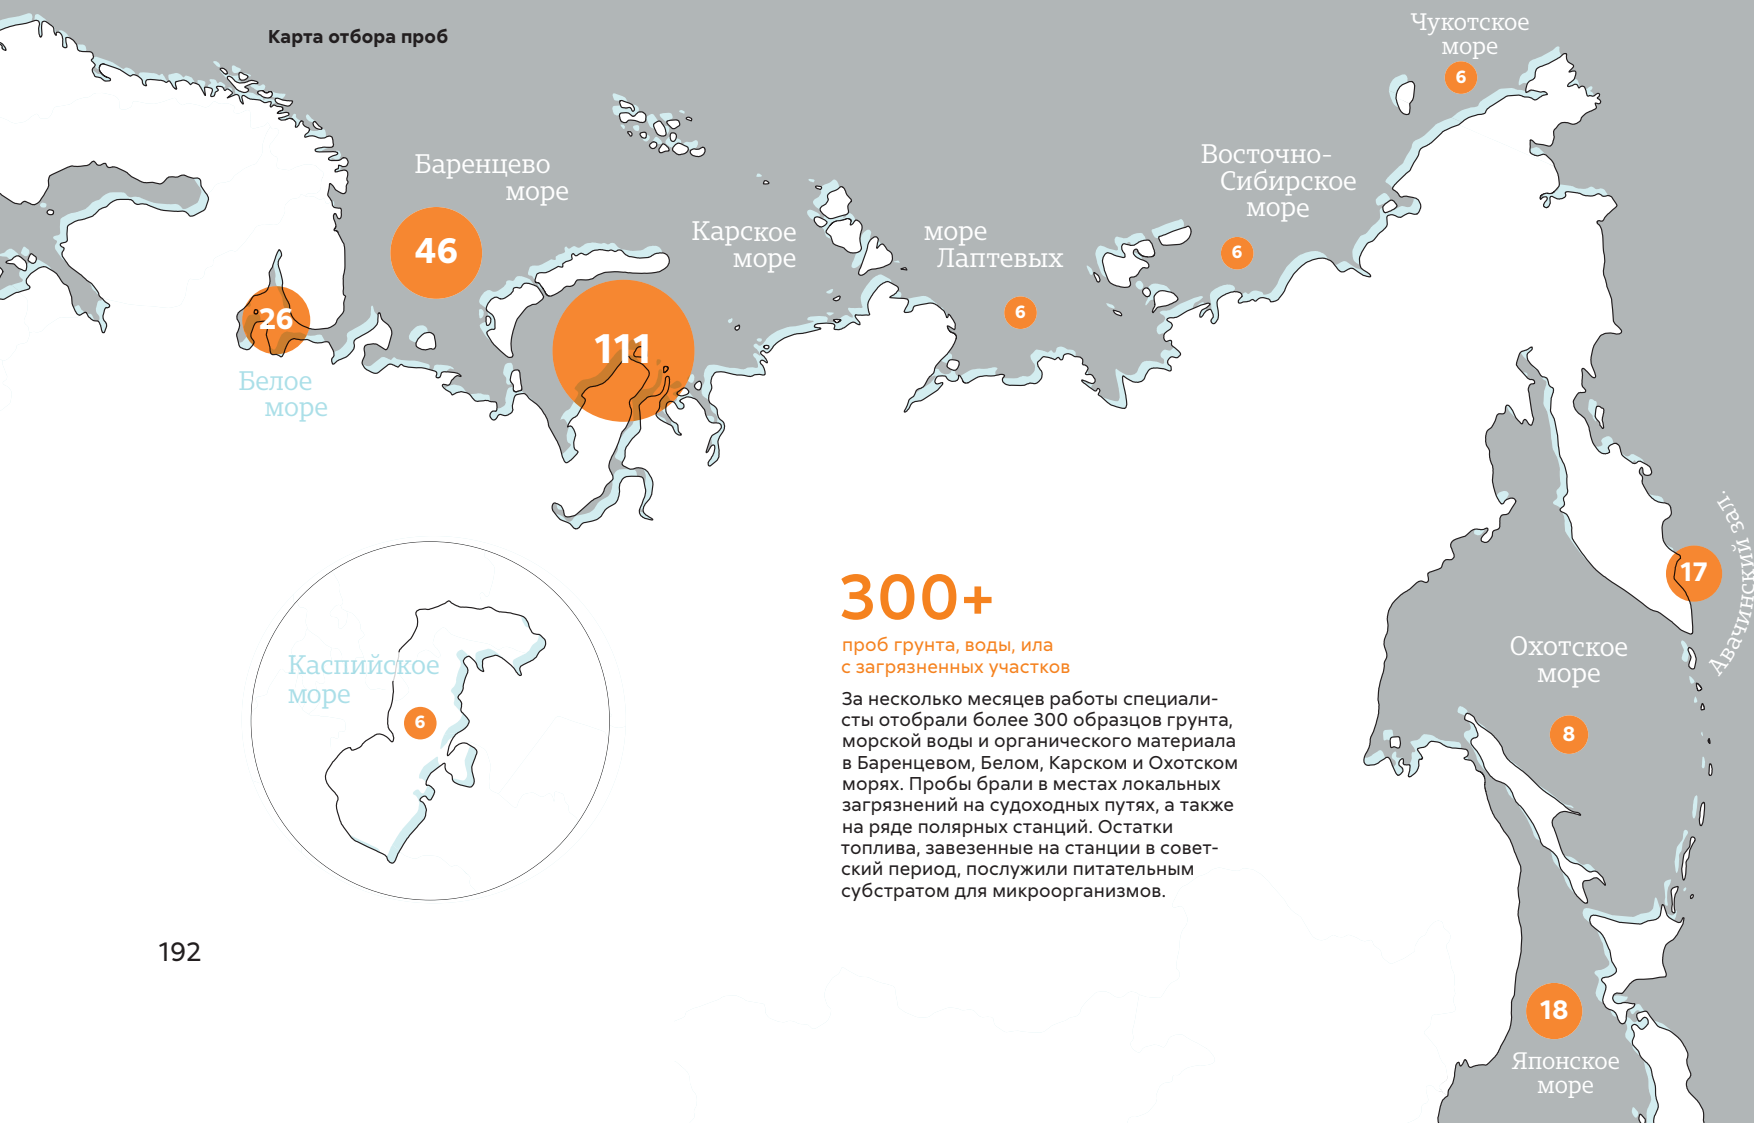 Карта отбора проб
Чукотское
море
6
Баренцево
море
46
Восточно-
Сибирское
море
6
Карское
море
111
море
Лаптевых
6
26
Белое
море
Авачинский зал.
17
Каспийское
море
6
300+
проб грунта, воды, ила
с загрязненных участков
За несколько месяцев работы специали-
сты отобрали более 300 образцов грунта,
морской воды и органического материала
в Баренцевом, Белом, Карском и Охотском
морях. Пробы брали в местах локальных
загрязнений на судоходных путях, а также
на ряде полярных станций. Остатки
топлива, завезенные на станции в совет-
ский период, послужили питательным
субстратом для микроорганизмов.
Охотское
море
8
192
18
Японское
море